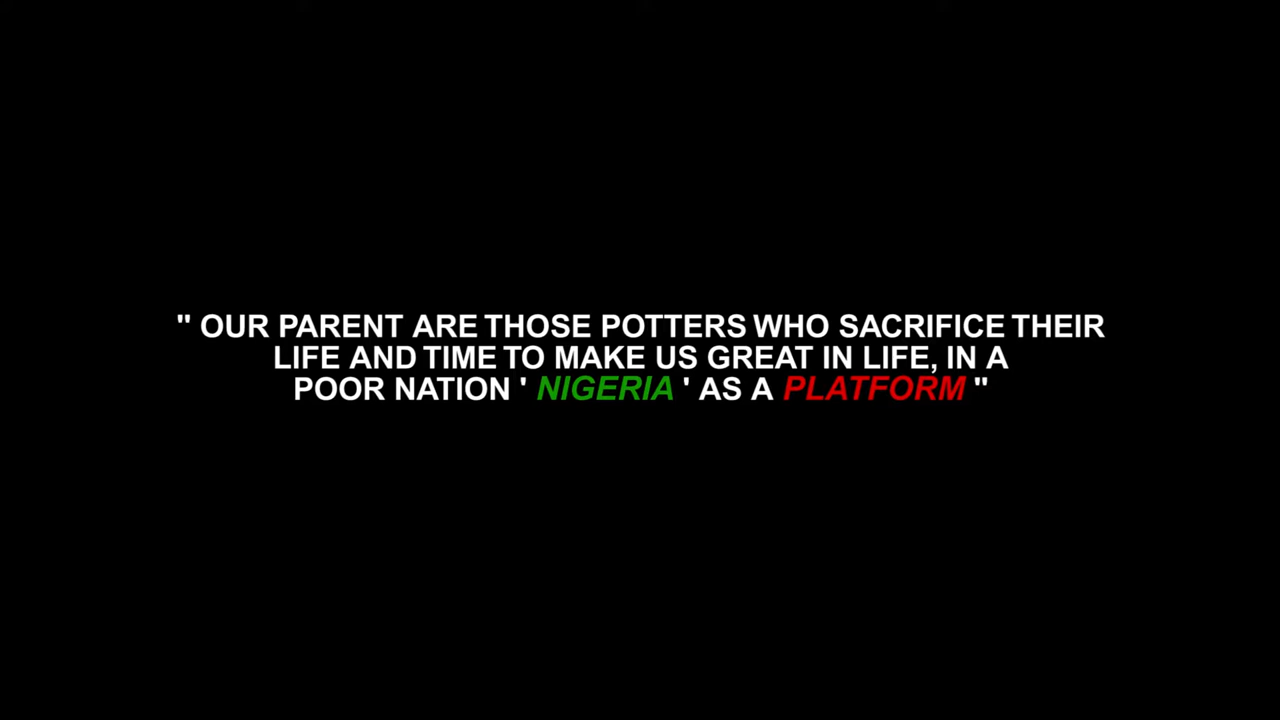 " OUR PARENT ARE THOSE POTTERS WHO SACRIFICE THEIR
LIFE AND TIME TO MAKE US GREAT IN LIFE, IN A
POOR NATION ' NIGERIA ' AS A PLATFORM "